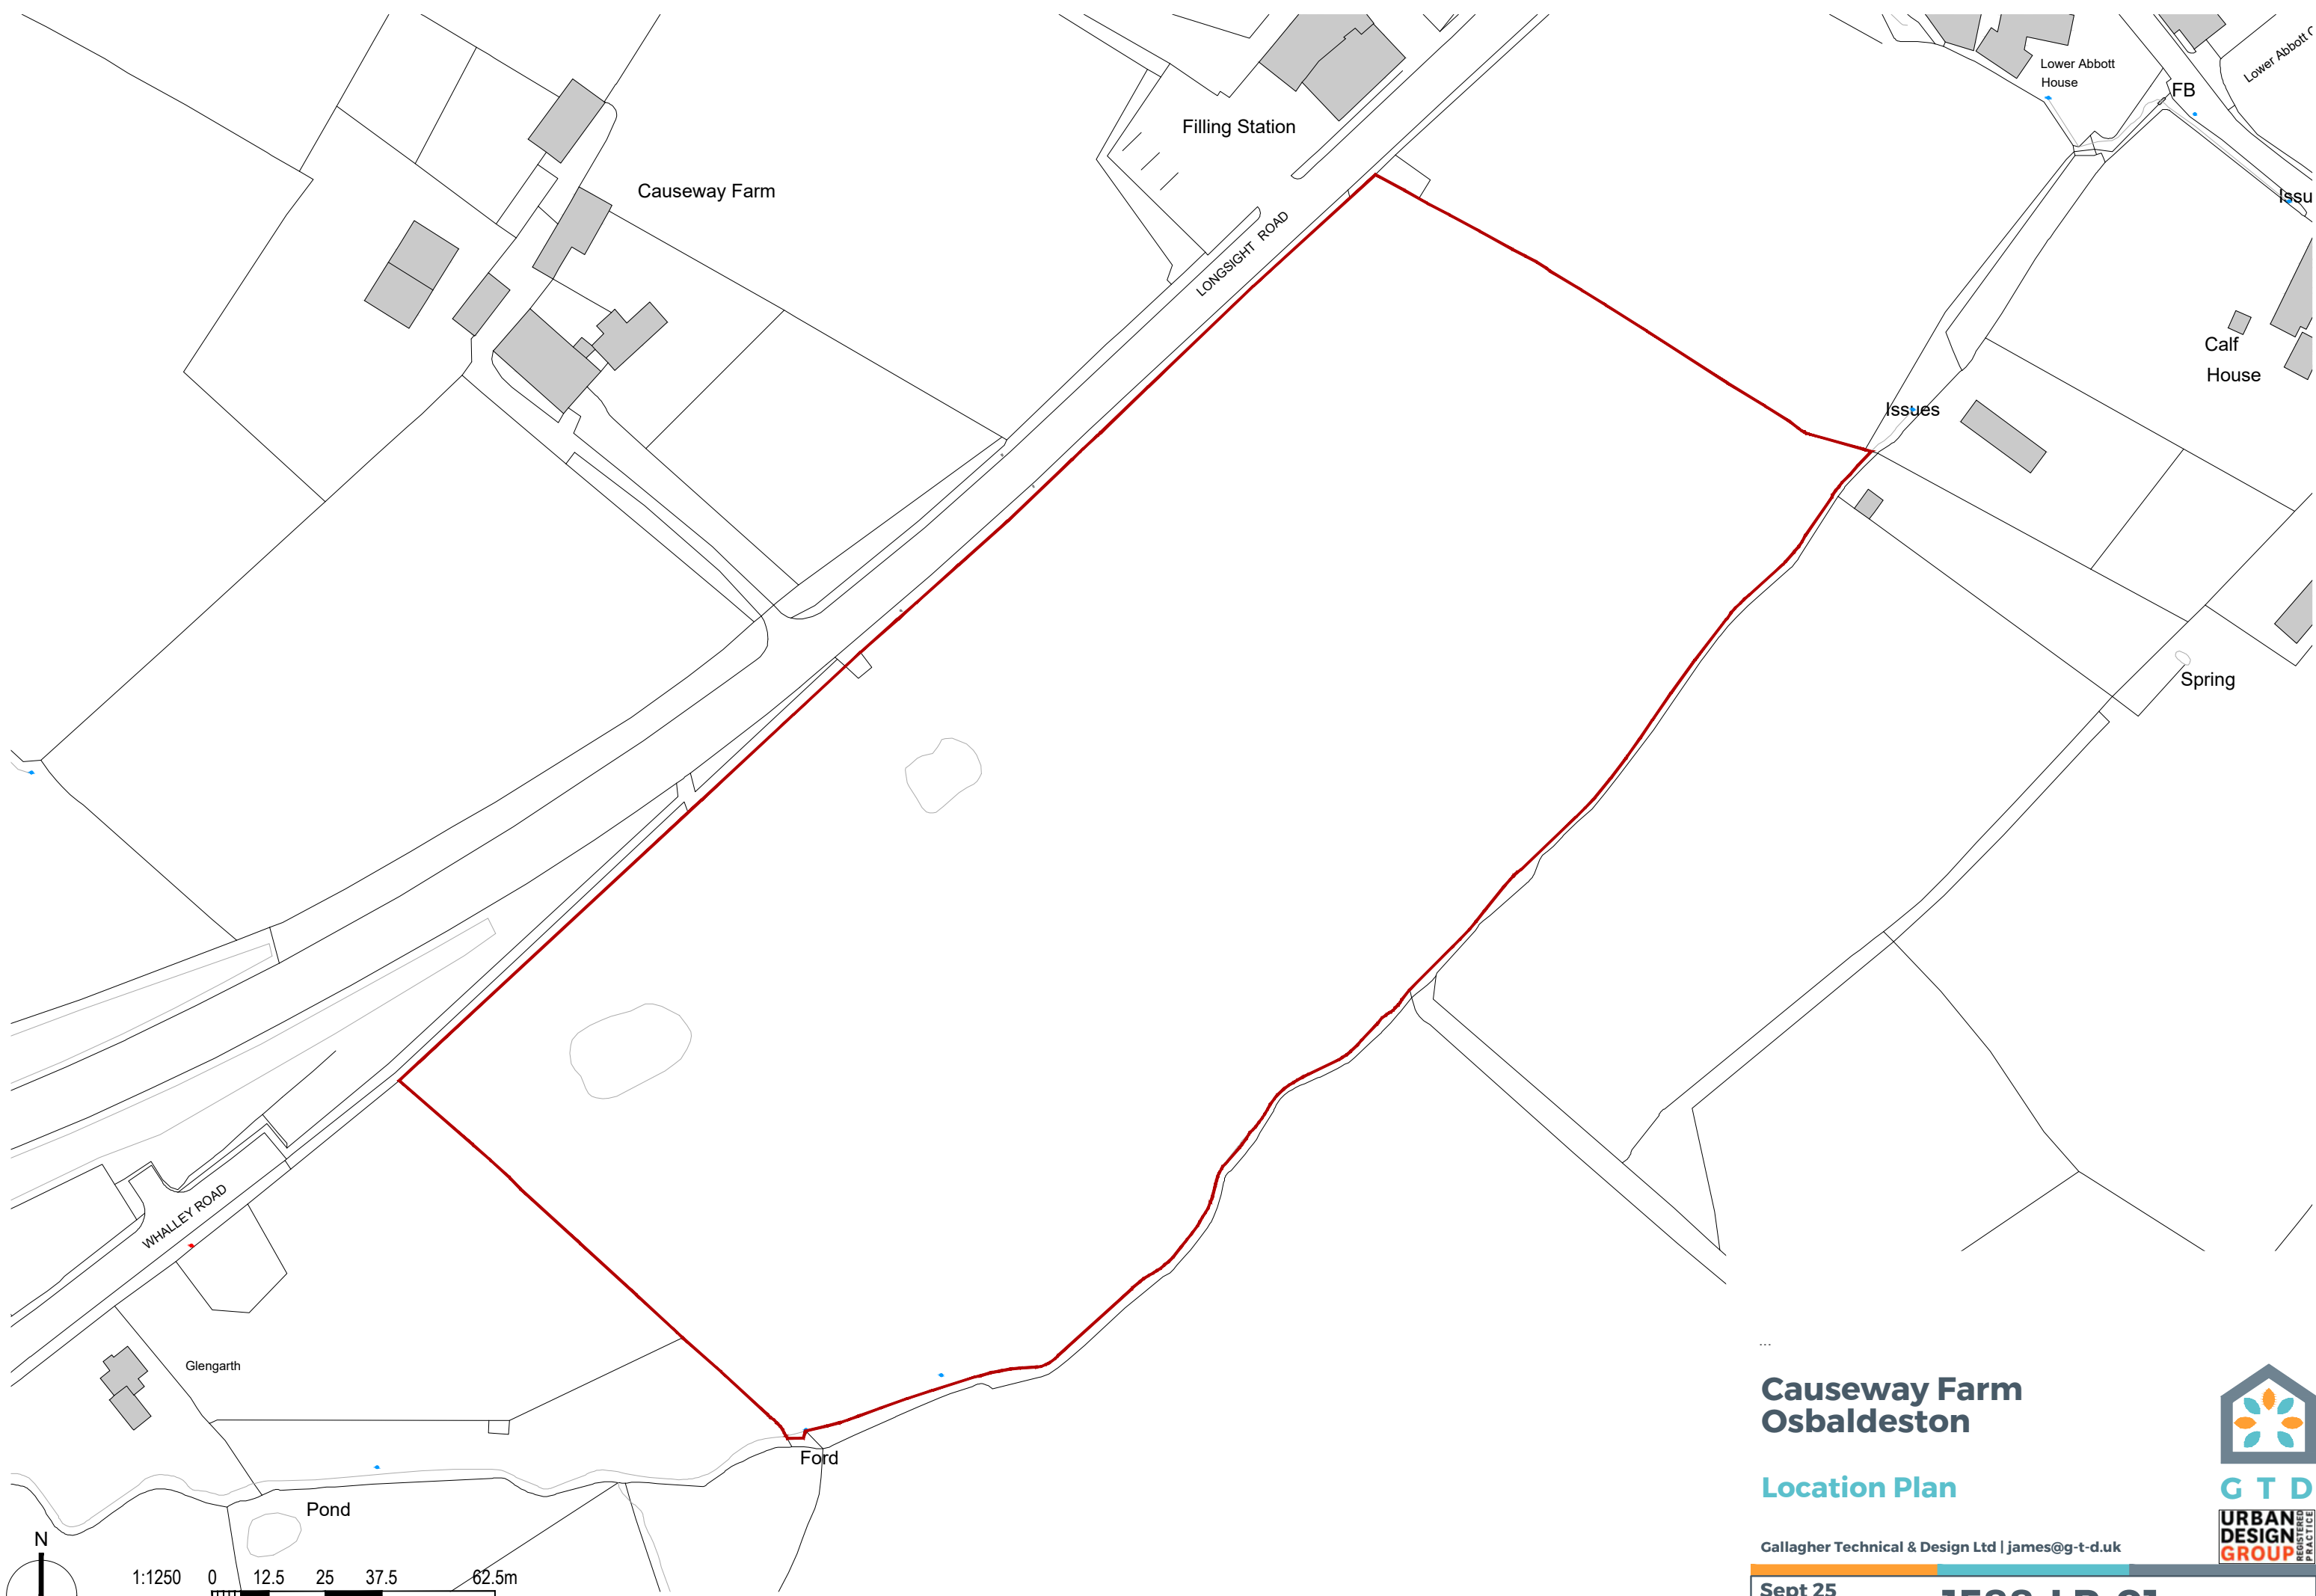 Lower Abbott
House
FB
Filling Station
Causeway Farm
LONGSIGHT ROAD
Calf
House
Issues
Spring
WHALLEY ROAD
Glengarth
Ford
Pond
N
1:1250 0 12.5 25 37.5 62.5m
...
Causeway Farm
Osbaldeston
Location Plan
G T D
URBAN
DESIGN
GROUP
REGISTERED
PRACTICE
Gallagher Technical & Design Ltd | james@g-t-d.uk
Sept 25